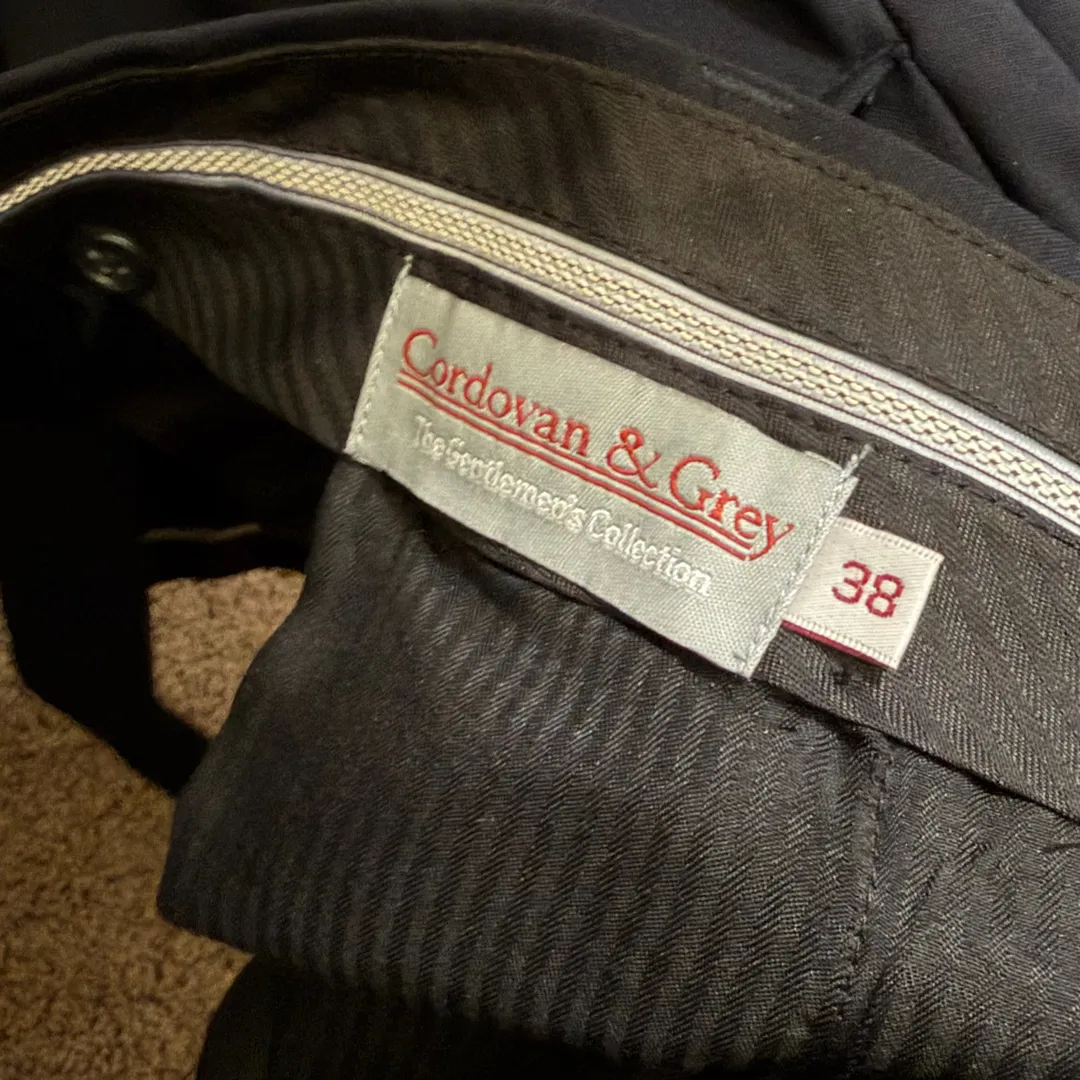 Cordovan & Grey
The Gentlemen's Collection
38